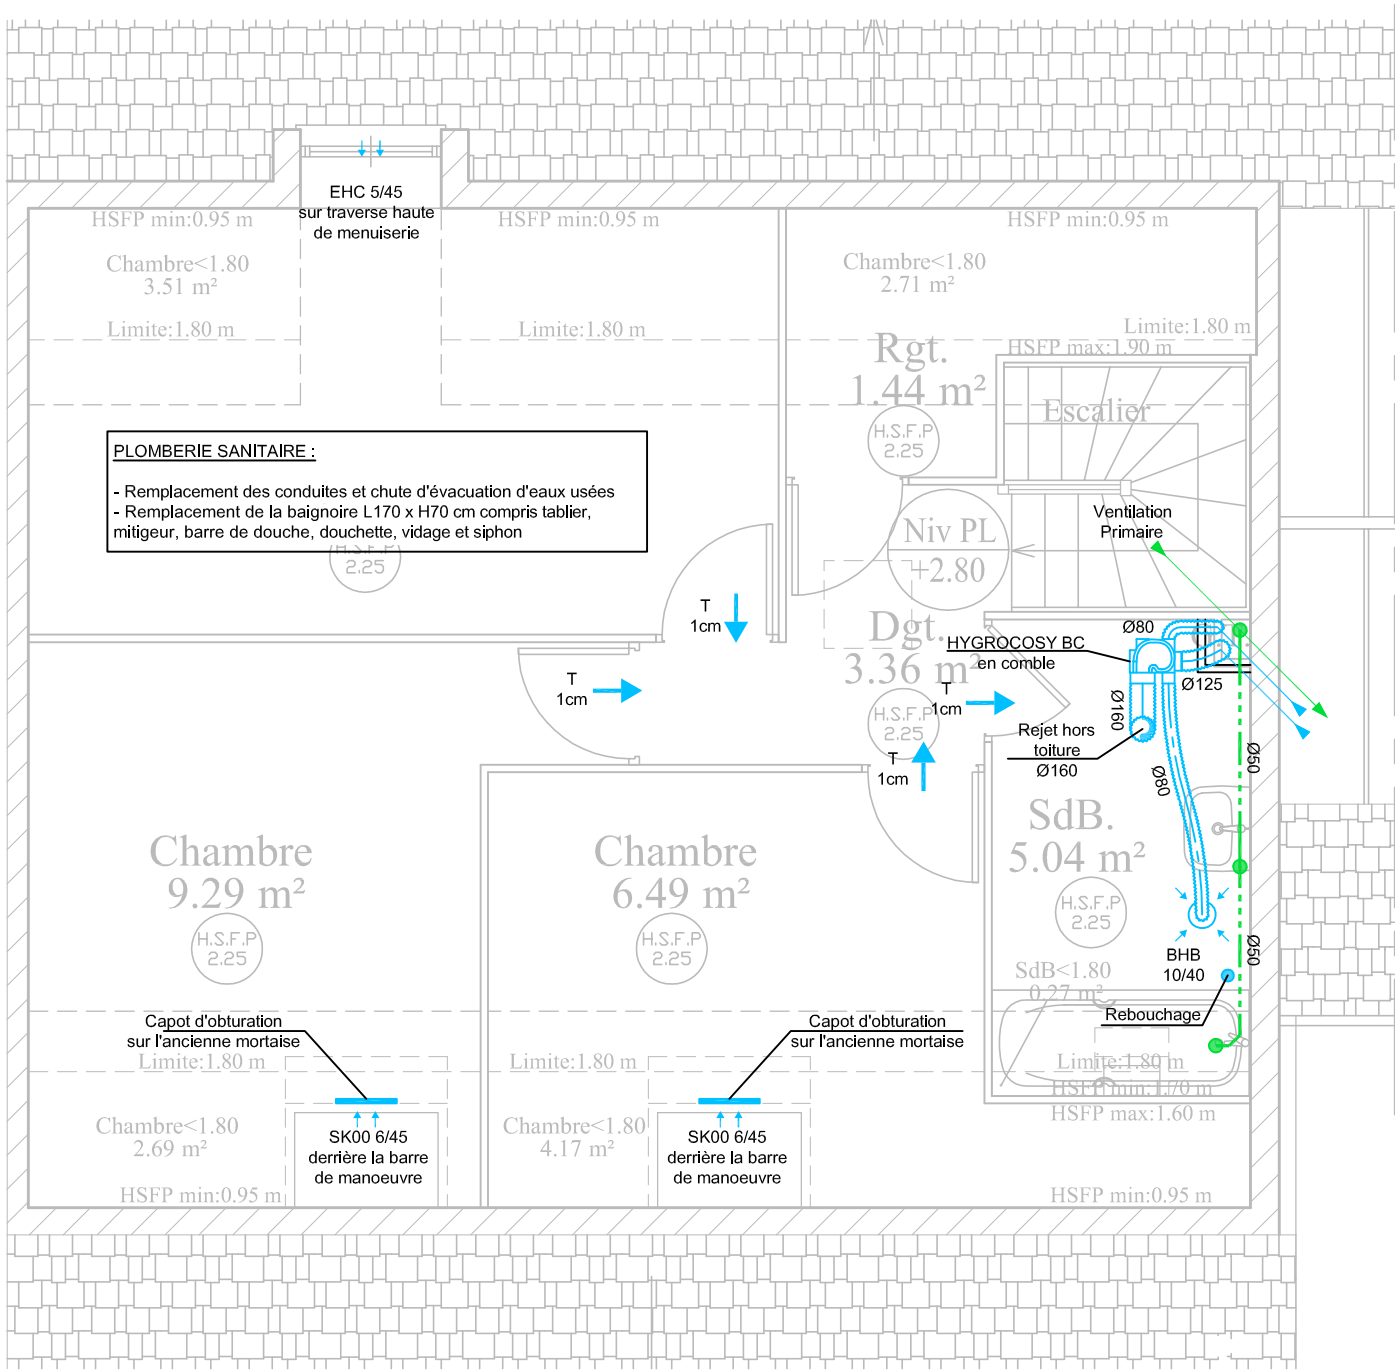 EHC 5/45
sur traverse haute
de menuiserie
HSFP min:0.95 m
HSFP min:0.95 m
HSFP min:0.95 m
Chambre<1.80
3.51 m²
Chambre<1.80
2.71 m²
Limite:1.80 m
Limite:1.80 m
Limite:1.80 m
HSFP max:1.90 m
Rgt.
1.44 m²
H.S.F.P
2.25
Escalier
PLOMBERIE SANITAIRE :
- Remplacement des conduites et chute d'évacuation d'eaux usées
- Remplacement de la baignoire L170 x H70 cm compris tablier,
mitigeur, barre de douche, douchette, vidage et siphon
H.S.F.P
2.25
Niv PL
+2.80
Ventilation
Primaire
T
1cm
T
1cm
Dgt.
3.36 m²
H.S.F.P
2.25
HYGROCOSY BC
en comble
T
1cm
T
1cm
Ø80
Ø125
Ø160
Rejet hors
toiture
Ø160
Ø80
Ø50
Ø50
SdB.
5.04 m²
H.S.F.P
2.25
BHB
10/40
SdB<1.80
0.27 m²
Rebouchage
Chambre
9.29 m²
H.S.F.P
2.25
Chambre
6.49 m²
H.S.F.P
2.25
Capot d'obturation
sur l'ancienne mortaise
Capot d'obturation
sur l'ancienne mortaise
Limite:1.80 m
Limite:1.80 m
Limite:1.80 m
HSFP min:1.70 m
HSFP max:1.60 m
Chambre<1.80
2.69 m²
SK00 6/45
derrière la barre
de manoeuvre
Chambre<1.80
4.17 m²
SK00 6/45
derrière la barre
de manoeuvre
HSFP min:0.95 m
HSFP min:0.95 m